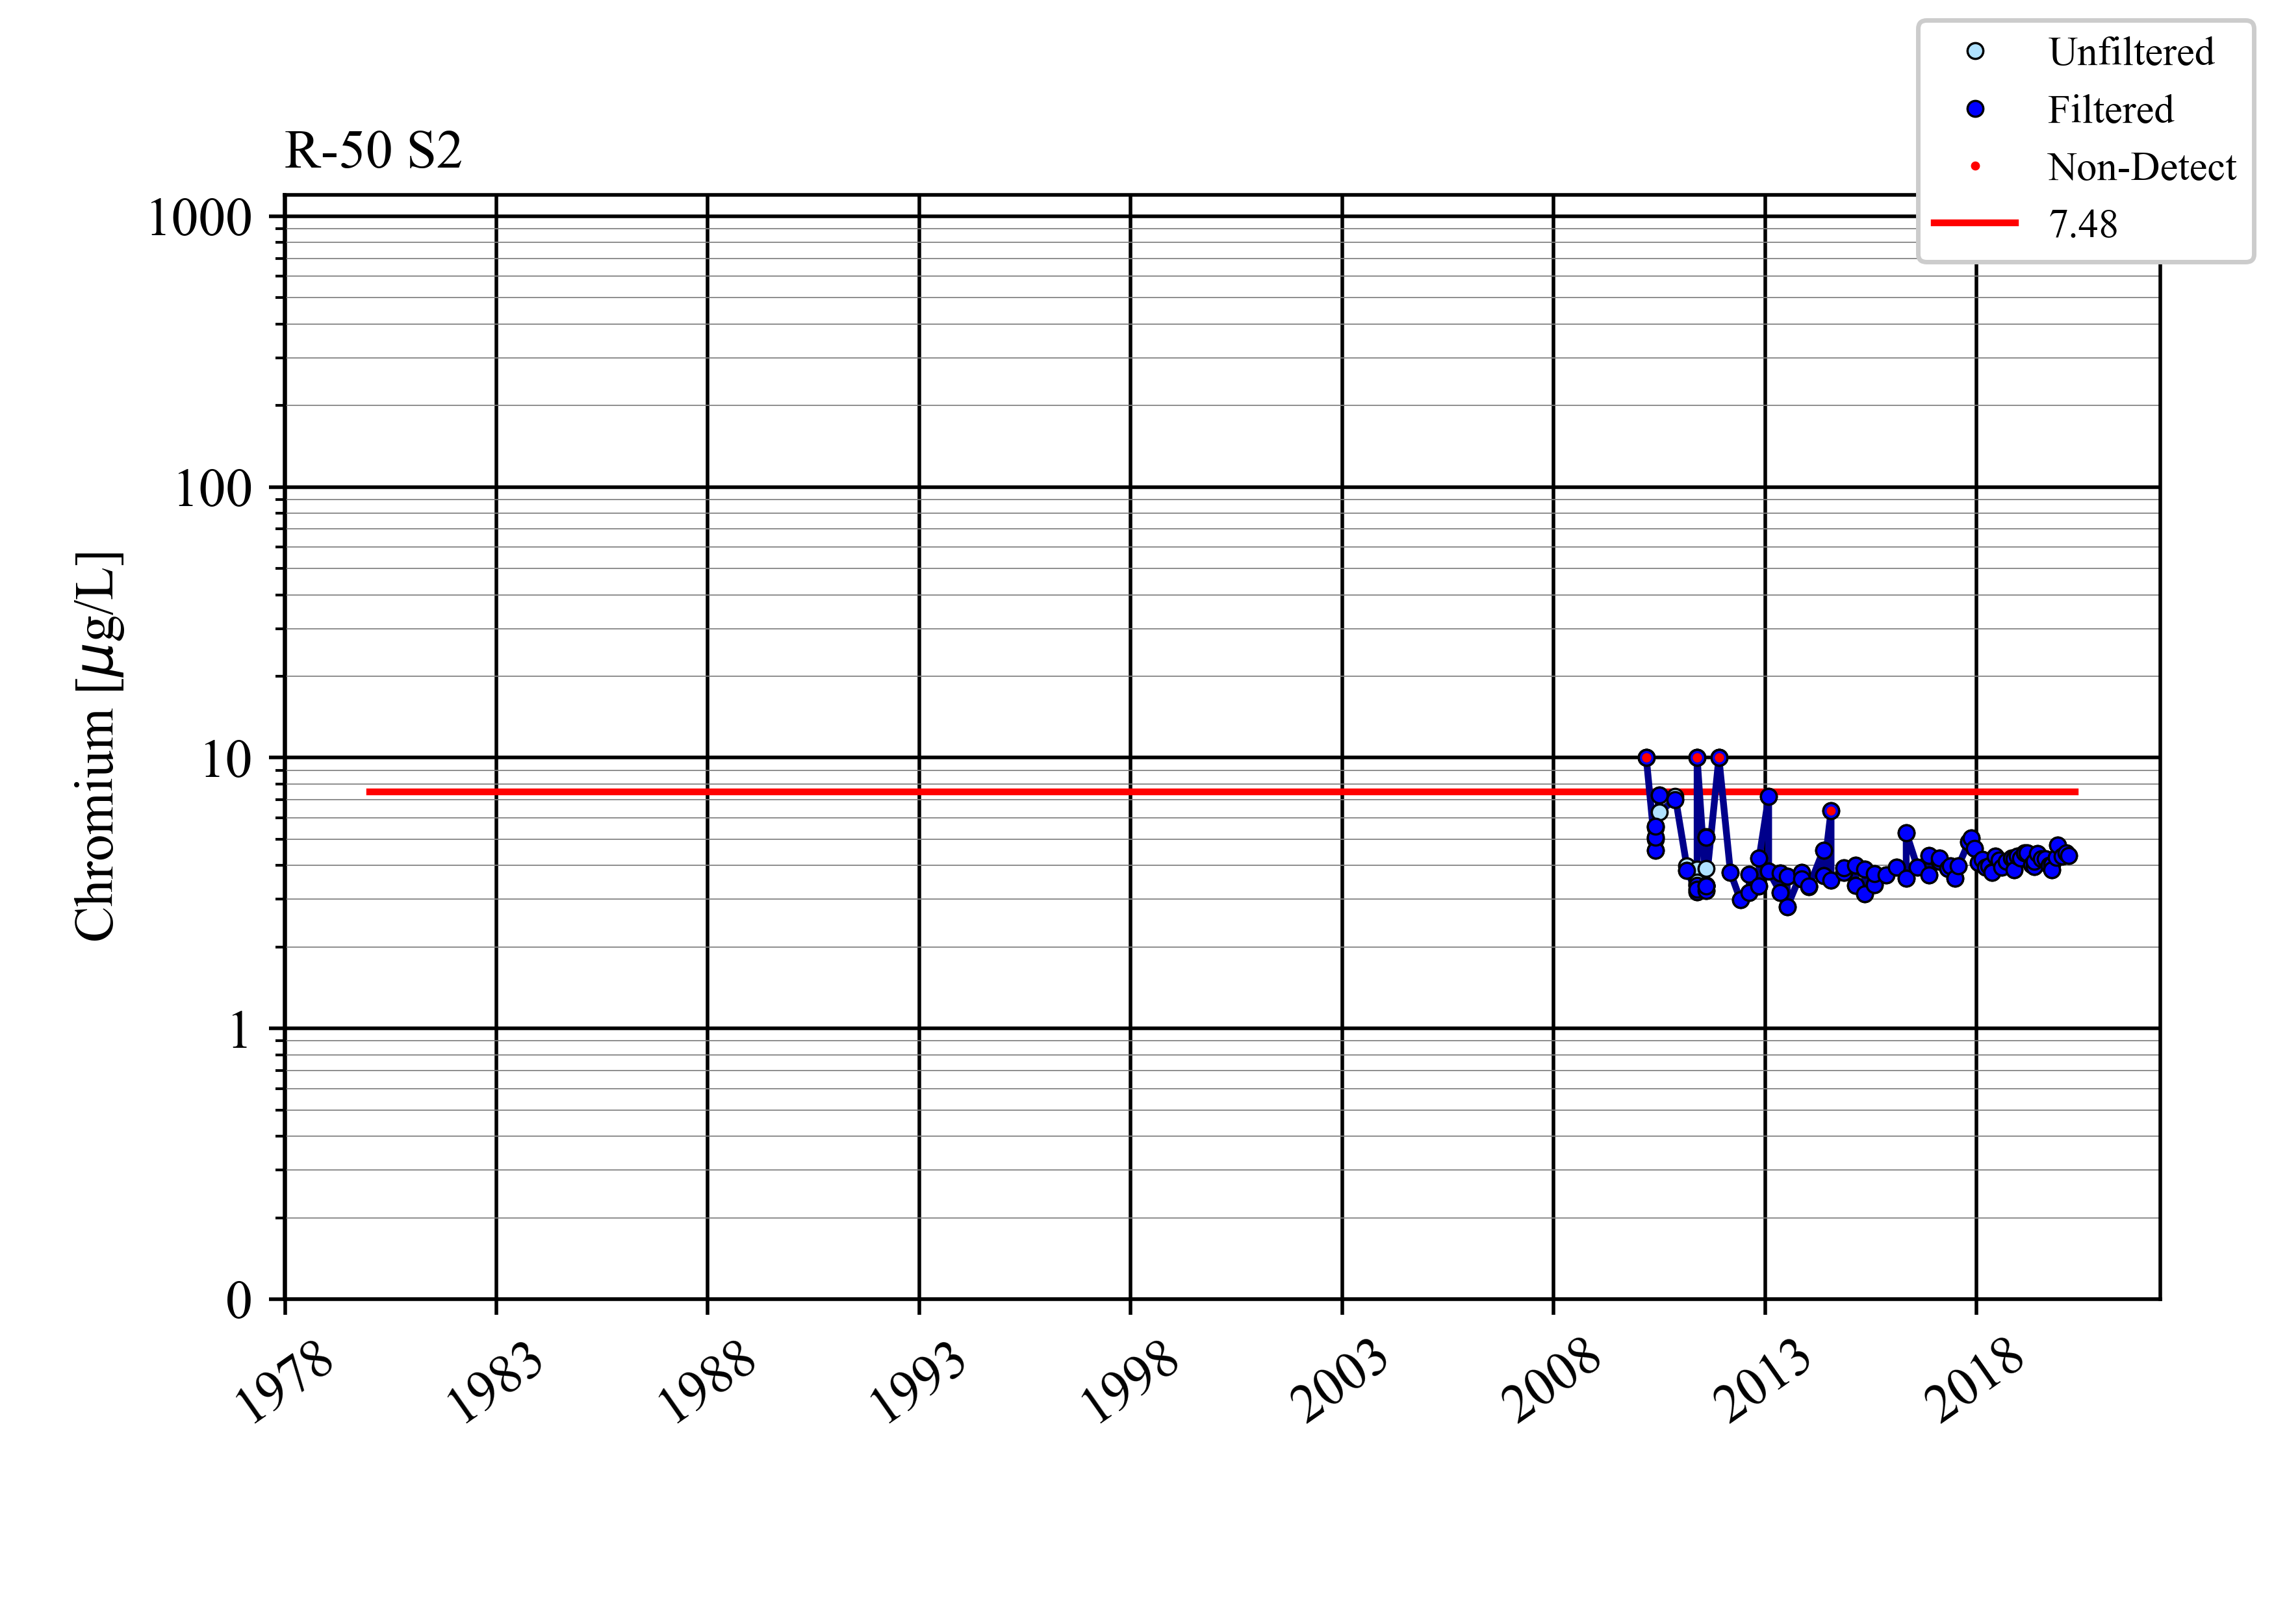 Unfiltered
Filtered
Non-Detect
7.48
R-50 S2
1000
100
10
1
0
Chromium [μg/L]
1978 1983 1988 1993 1998 2003 2008 2013 2018